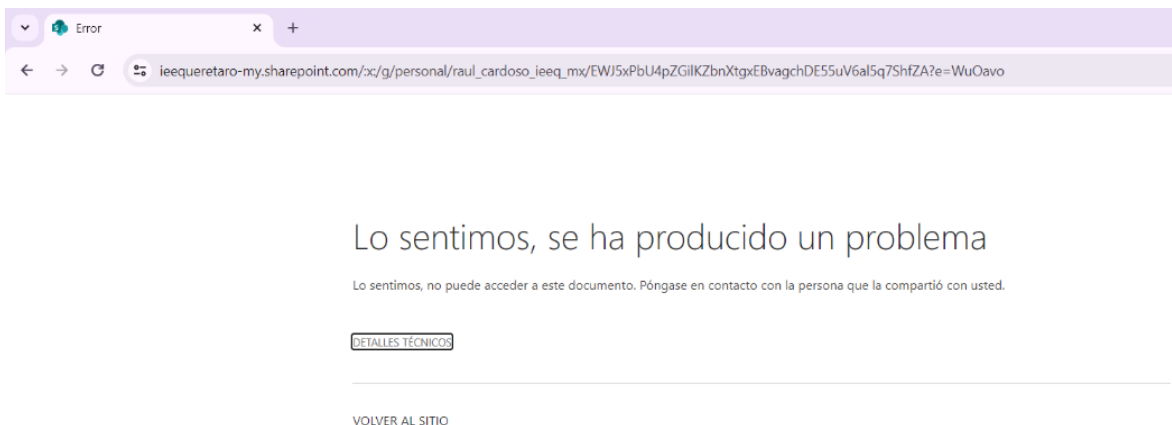 Error
ieequeretaro-my.sharepoint.com/:x:/g/personal/raul_cardoso_ieeq_mx/EWJ5xPbU4pZGilKZbnXtgxEBvagchDE55uV6al5q7ShfZA?e=WuOavo
Lo sentimos, se ha producido un problema
Lo sentimos, no puede acceder a este documento. Póngase en contacto con la persona que la compartió con usted.
DETALLES TÉCNICOS
VOLVER AL SITIO